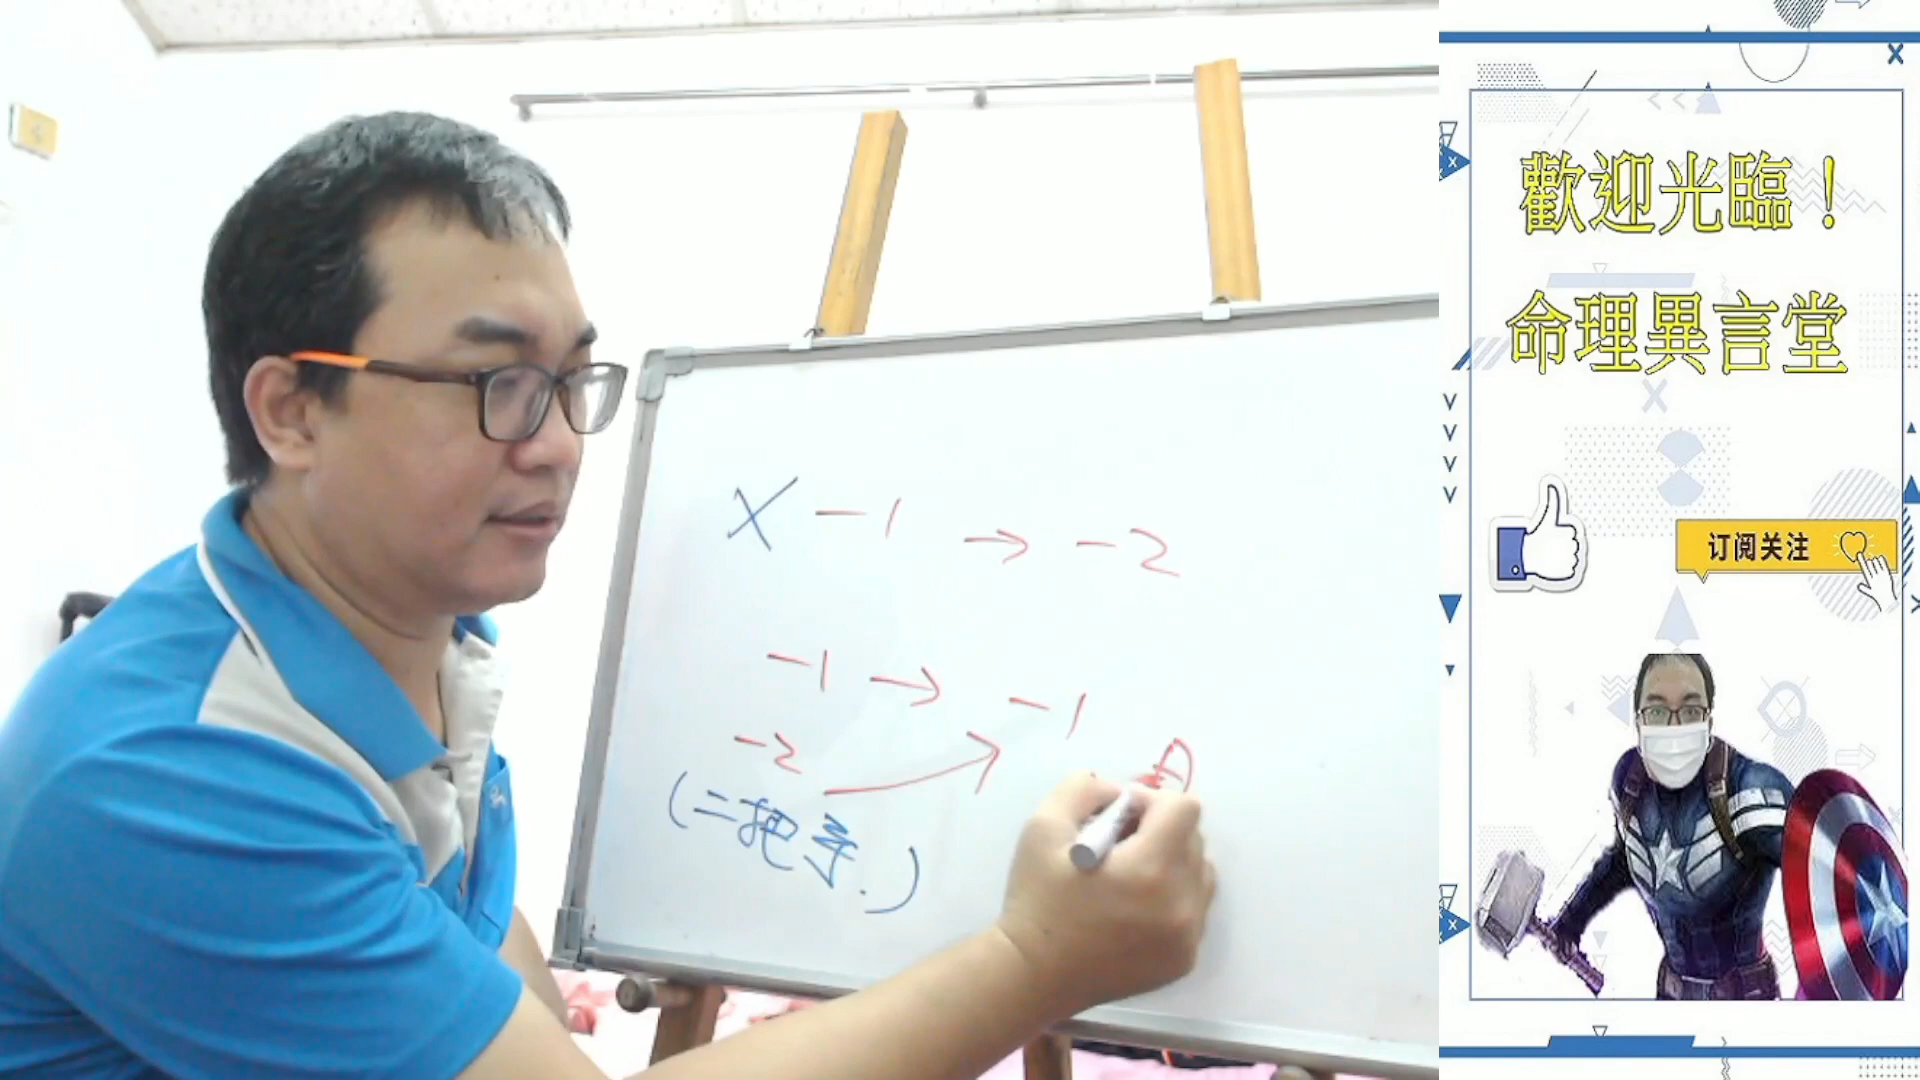 X -1 → -2
-1 → -1
-2
(二把手.)
歡迎光臨！
命理異言堂
订阅关注